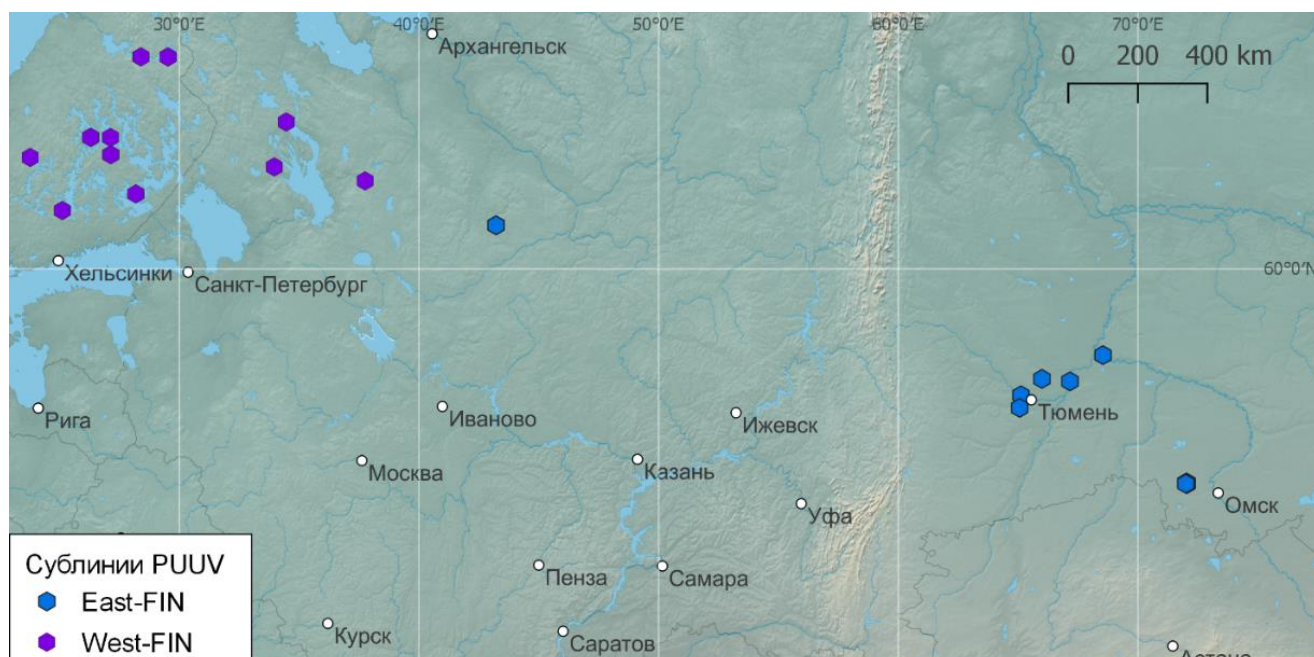 30°0′E 40°0′E 50°0′E 60°0′E 70°0′E
Архангельск
0 200 400 km
60°0′N
Хельсинки
Санкт-Петербург
Рига
Иваново
Ижевск
Тюмень
Москва
Казань
Уфа
Омск
Пенза
Самара
Курск
Саратов
Сублинии PUUV
East-FIN
West-FIN